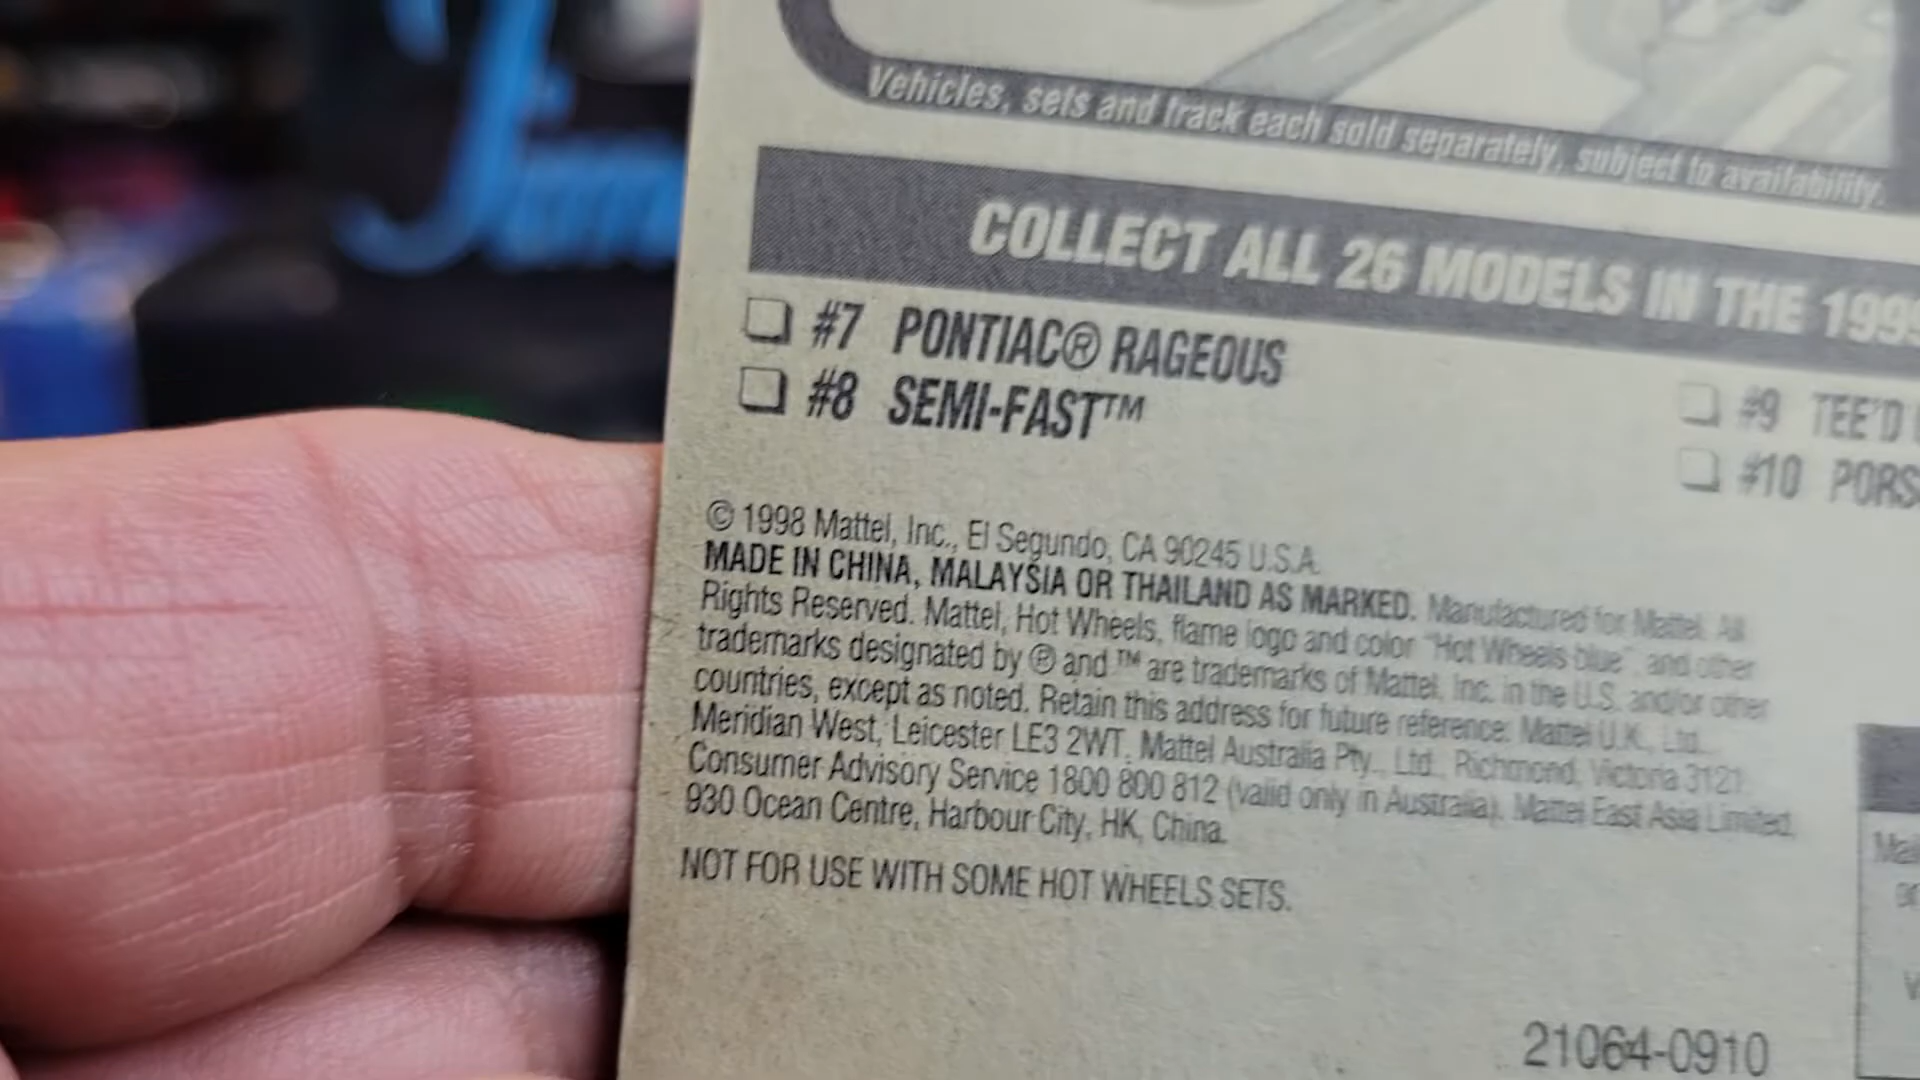 Vehicles, sets and track each sold separately, subject to availability.
COLLECT ALL 26 MODELS IN THE 1999
#7 PONTIAC® RAGEOUS
#8 SEMI-FAST™
#9 TEE'D
#10 PORS
© 1998 Mattel, Inc., El Segundo, CA 90245 U.S.A.
MADE IN CHINA, MALAYSIA OR THAILAND AS MARKED. Manufactured for Mattel. All
Rights Reserved. Mattel, Hot Wheels, flame logo and color "Hot Wheels blue", and other
trademarks designated by ® and ™ are trademarks of Mattel, Inc. in the U.S. and/or other
countries, except as noted. Retain this address for future reference: Mattel U.K., Ltd.,
Meridian West, Leicester LE3 2WT. Mattel Australia Pty., Ltd., Richmond, Victoria 3121.
Consumer Advisory Service 1800 800 812 (valid only in Australia). Mattel East Asia Limited,
930 Ocean Centre, Harbour City, HK, China.
NOT FOR USE WITH SOME HOT WHEELS SETS.
21064-0910